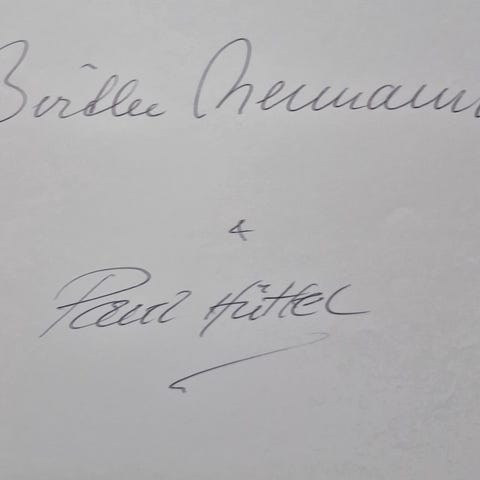 Birthe Neumann
&
Paul Hüttel